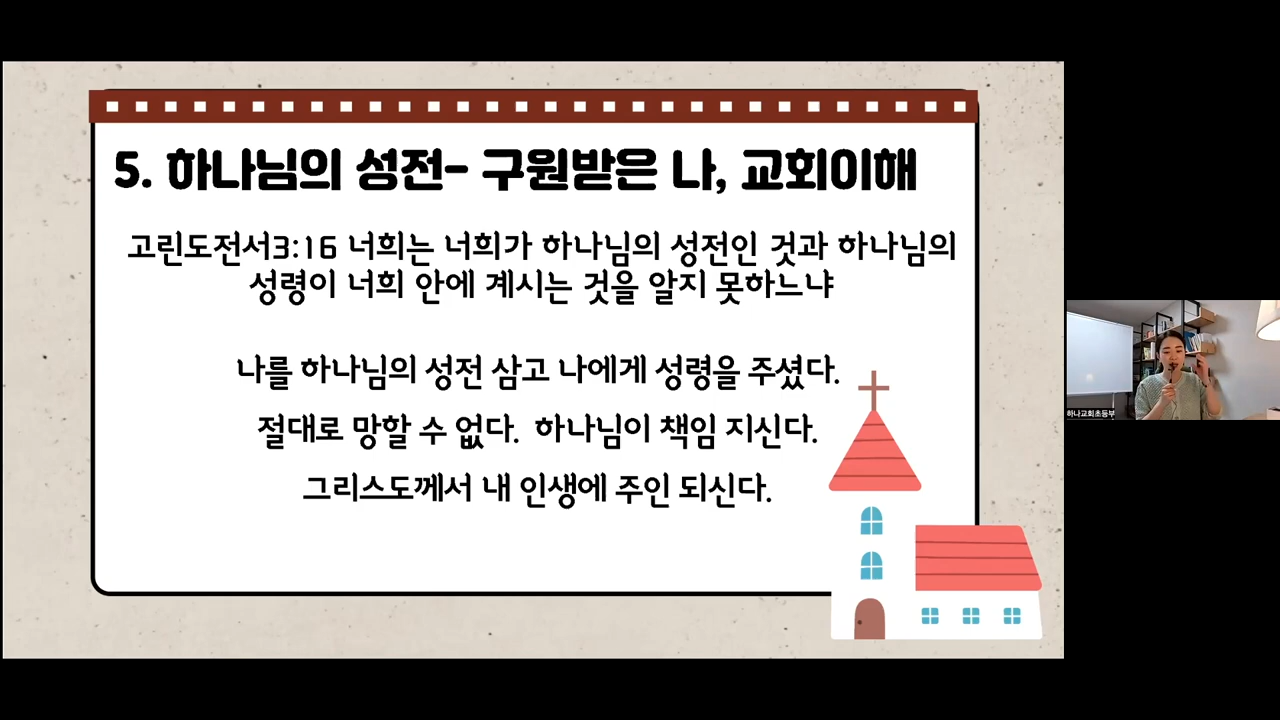 5. 하나님의 성전- 구원받은 나, 교회이해
고린도전서3:16 너희는 너희가 하나님의 성전인 것과 하나님의
성령이 너희 안에 계시는 것을 알지 못하느냐
나를 하나님의 성전 삼고 나에게 성령을 주셨다.
절대로 망할 수 없다. 하나님이 책임 지신다.
그리스도께서 내 인생에 주인 되신다.
하나교회초등부